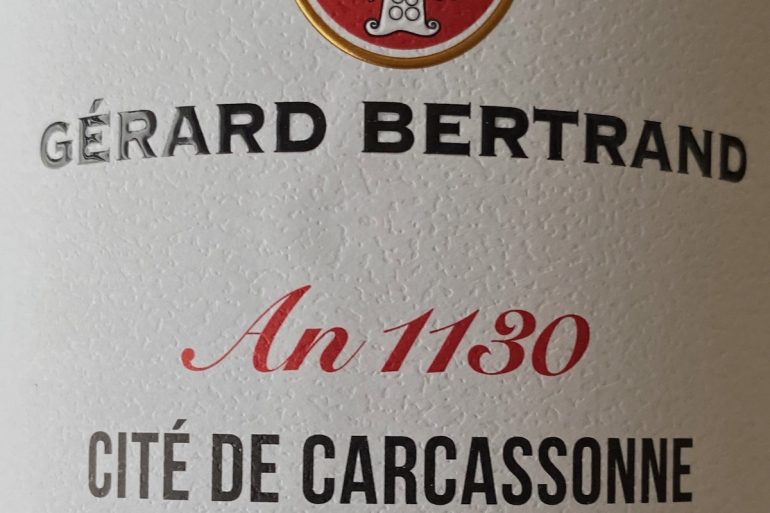 GÉRARD BERTRAND
An 1130
CITÉ DE CARCASSONNE